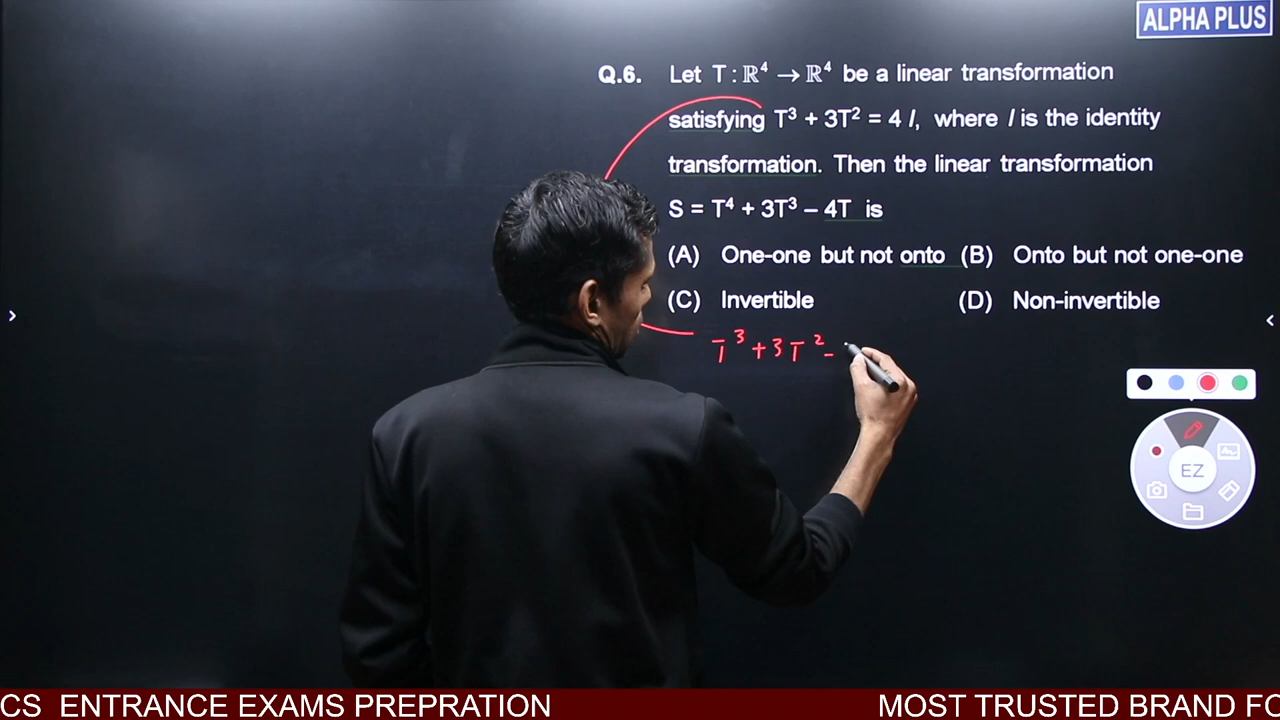 ALPHA PLUS
Q.6. Let T : ℝ⁴ → ℝ⁴ be a linear transformation
satisfying T³ + 3T² = 4 I, where I is the identity
transformation. Then the linear transformation
S = T⁴ + 3T³ – 4T is
(A) One-one but not onto (B) Onto but not one-one
(C) Invertible (D) Non-invertible
T³ + 3T² -
EZ
CS ENTRANCE EXAMS PREPRATION MOST TRUSTED BRAND FO